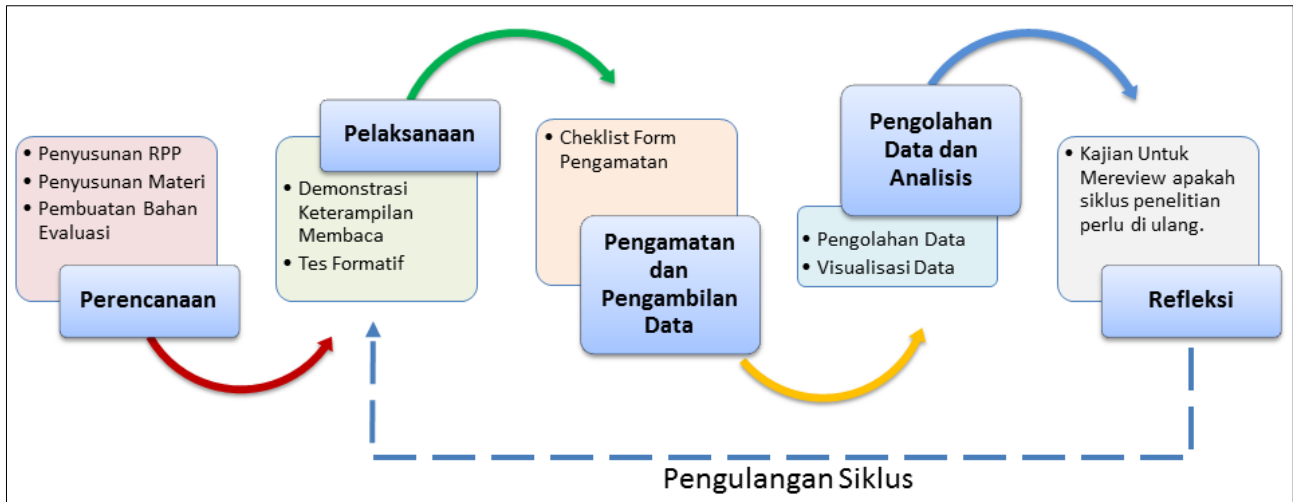 • Penyusunan RPP
• Penyusunan Materi
• Pembuatan Bahan
Evaluasi
Perencanaan
Pelaksanaan
• Demonstrasi
Keterampilan
Membaca
• Tes Formatif
• Cheklist Form
Pengamatan
Pengamatan
dan
Pengambilan
Data
Pengolahan
Data dan
Analisis
• Pengolahan Data
• Visualisasi Data
• Kajian Untuk
Mereview apakah
siklus penelitian
perlu di ulang.
Refleksi
Pengulangan Siklus